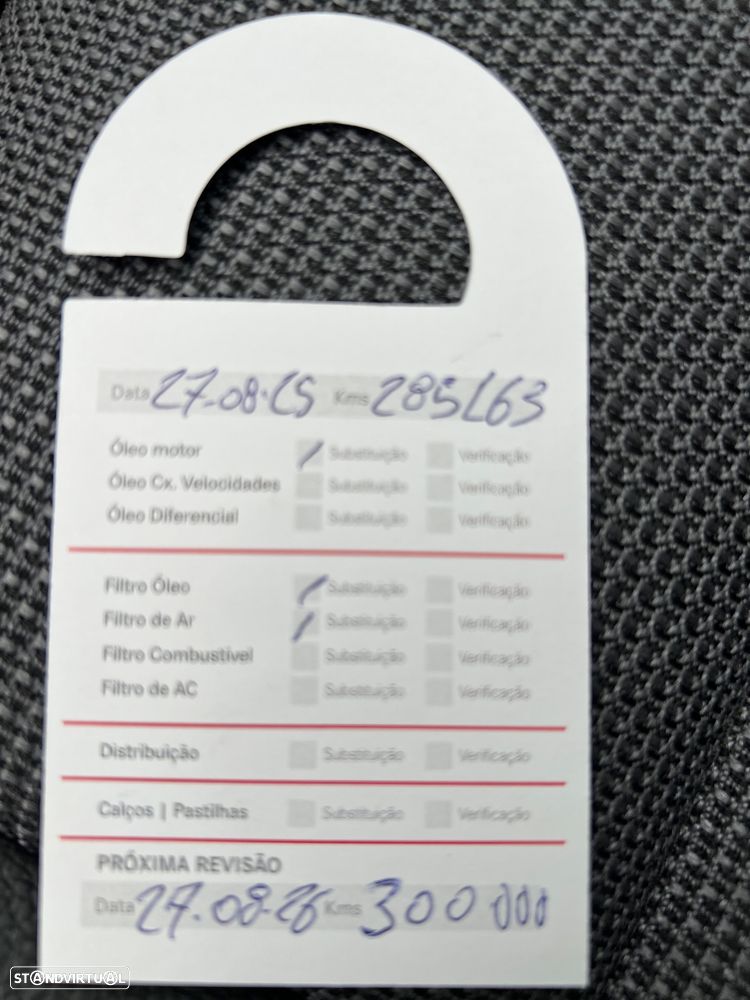 Data 27-08-25 Kms 285263
Óleo motor / Substituição Verificação
Óleo Cx. Velocidades Substituição Verificação
Óleo Diferencial Substituição Verificação
Filtro Óleo / Substituição Verificação
Filtro de Ar / Substituição Verificação
Filtro Combustível Substituição Verificação
Filtro de AC Substituição Verificação
Distribuição Substituição Verificação
Calços | Pastilhas Substituição Verificação
PRÓXIMA REVISÃO
Data 27-08-26 Kms 300 000
STANDVIRTUAL